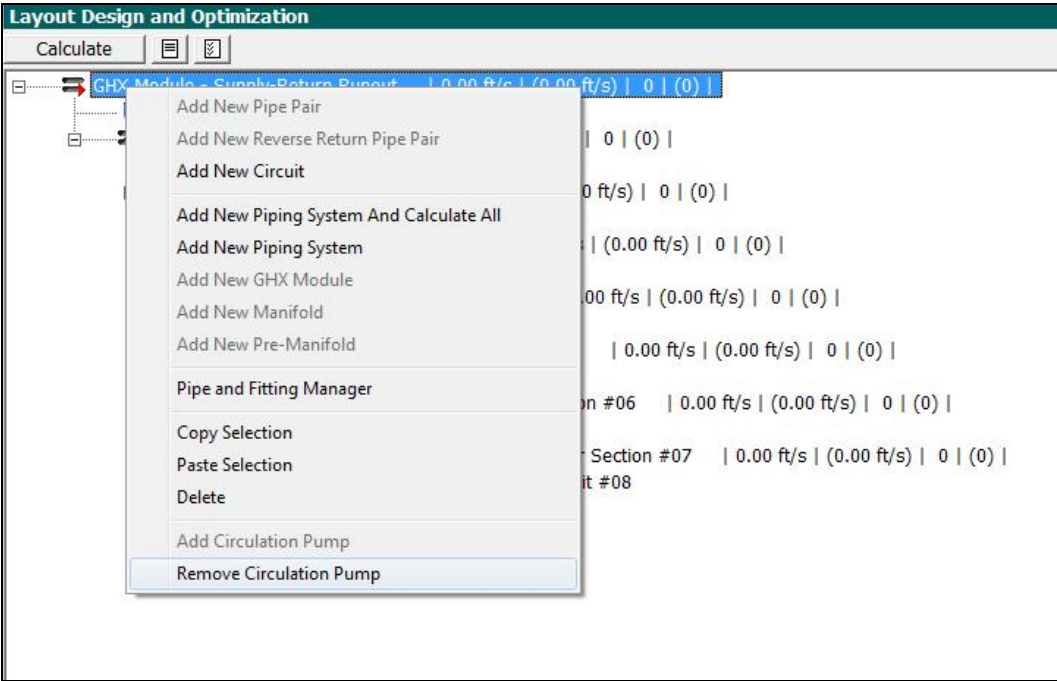 Layout Design and Optimization
Calculate
GHX Module - Supply-Return Runout | 0.00 ft/s | (0.00 ft/s) | 0 | (0) |
Add New Pipe Pair
Add New Reverse Return Pipe Pair | 0 | (0) |
Add New Circuit
0 ft/s) | 0 | (0) |
Add New Piping System And Calculate All
Add New Piping System | (0.00 ft/s) | 0 | (0) |
Add New GHX Module
.00 ft/s | (0.00 ft/s) | 0 | (0) |
Add New Manifold
Add New Pre-Manifold | 0.00 ft/s | (0.00 ft/s) | 0 | (0) |
Pipe and Fitting Manager
on #06 | 0.00 ft/s | (0.00 ft/s) | 0 | (0) |
Copy Selection
Paste Selection Section #07 | 0.00 ft/s | (0.00 ft/s) | 0 | (0) |
Delete it #08
Add Circulation Pump
Remove Circulation Pump